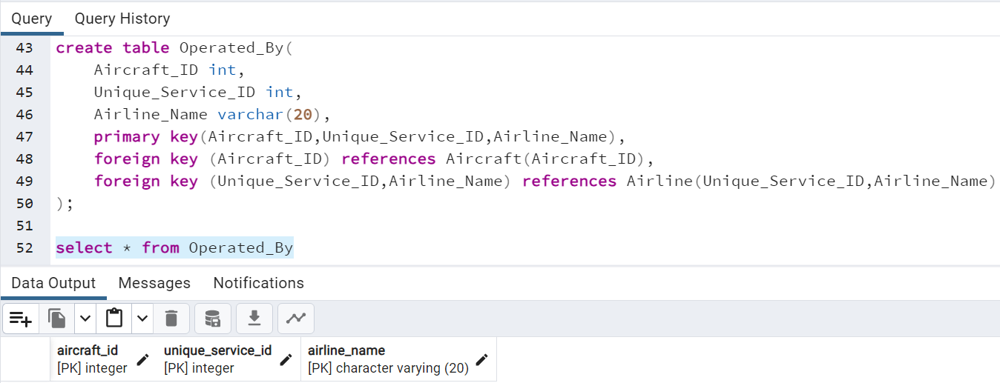 Query Query History
43 create table Operated_By(
44 Aircraft_ID int,
45 Unique_Service_ID int,
46 Airline_Name varchar(20),
47 primary key(Aircraft_ID,Unique_Service_ID,Airline_Name),
48 foreign key (Aircraft_ID) references Aircraft(Aircraft_ID),
49 foreign key (Unique_Service_ID,Airline_Name) references Airline(Unique_Service_ID,Airline_Name)
50 );
51
52 select * from Operated_By
Data Output Messages Notifications
aircraft_id unique_service_id airline_name
[PK] integer [PK] integer [PK] character varying (20)